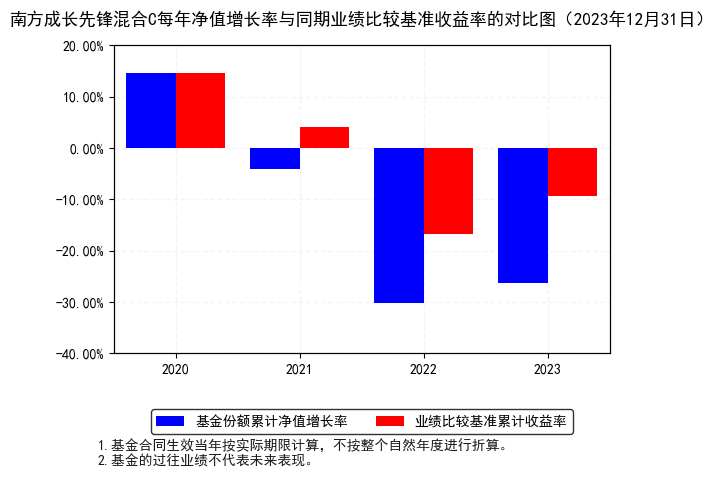 南方成长先锋混合C每年净值增长率与同期业绩比较基准收益率的对比图（2023年12月31日）
20.00%
10.00%
0.00%
-10.00%
-20.00%
-30.00%
-40.00%
2020 2021 2022 2023
基金份额累计净值增长率 业绩比较基准累计收益率
1.基金合同生效当年按实际期限计算，不按整个自然年度进行折算。
2.基金的过往业绩不代表未来表现。